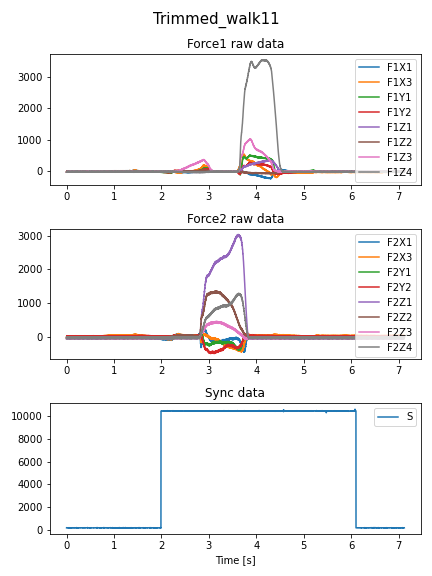 Trimmed_walk11
Force1 raw data
3000
2000
1000
0
F1X1
F1X3
F1Y1
F1Y2
F1Z1
F1Z2
F1Z3
F1Z4
0 1 2 3 4 5 6 7
Force2 raw data
3000
2000
1000
0
F2X1
F2X3
F2Y1
F2Y2
F2Z1
F2Z2
F2Z3
F2Z4
0 1 2 3 4 5 6 7
Sync data
10000
8000
6000
4000
2000
0
S
0 1 2 3 4 5 6 7
Time [s]